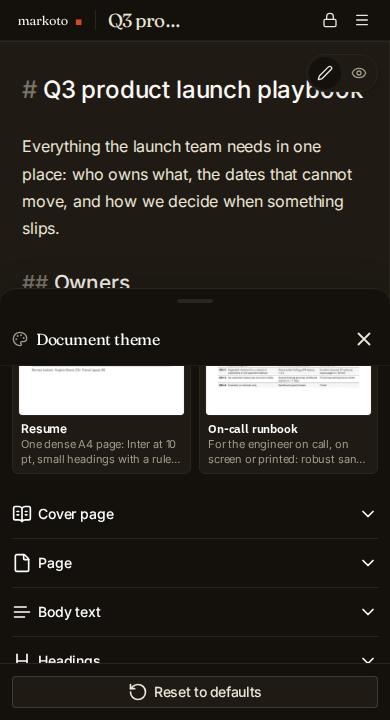 markoto
Q3 pro...
# Q3 product launch playbook
Everything the launch team needs in one
place: who owns what, the dates that cannot
move, and how we decide when something
slips.
## Owners
Document theme
Resume
One dense A4 page: Inter at 10
pt, small headings with a rule...
On-call runbook
For the engineer on call, on
screen or printed: robust san...
Cover page
Page
Body text
Headings
Reset to defaults